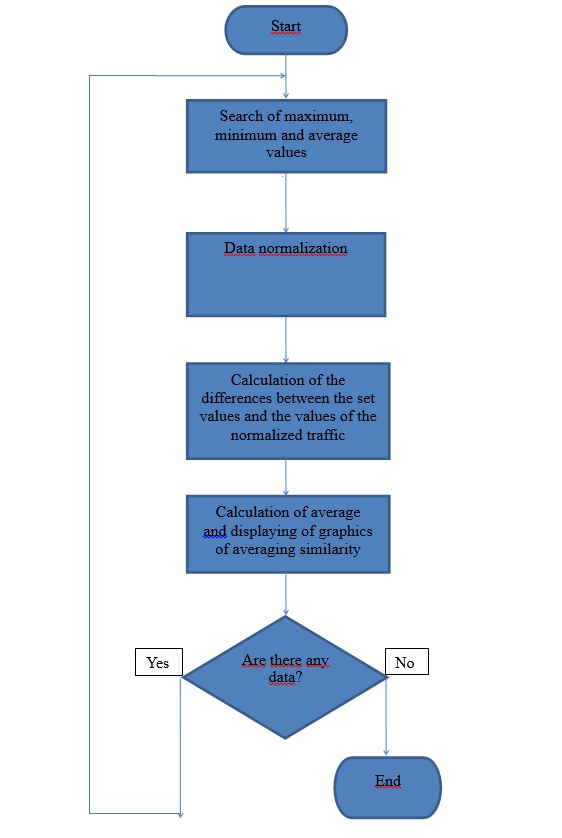 Start
Search of maximum,
minimum and average
values
Data normalization
Calculation of the
differences between the set
values and the values of the
normalized traffic
Calculation of average
and displaying of graphics
of averaging similarity
Yes
Are there any
data?
No
End